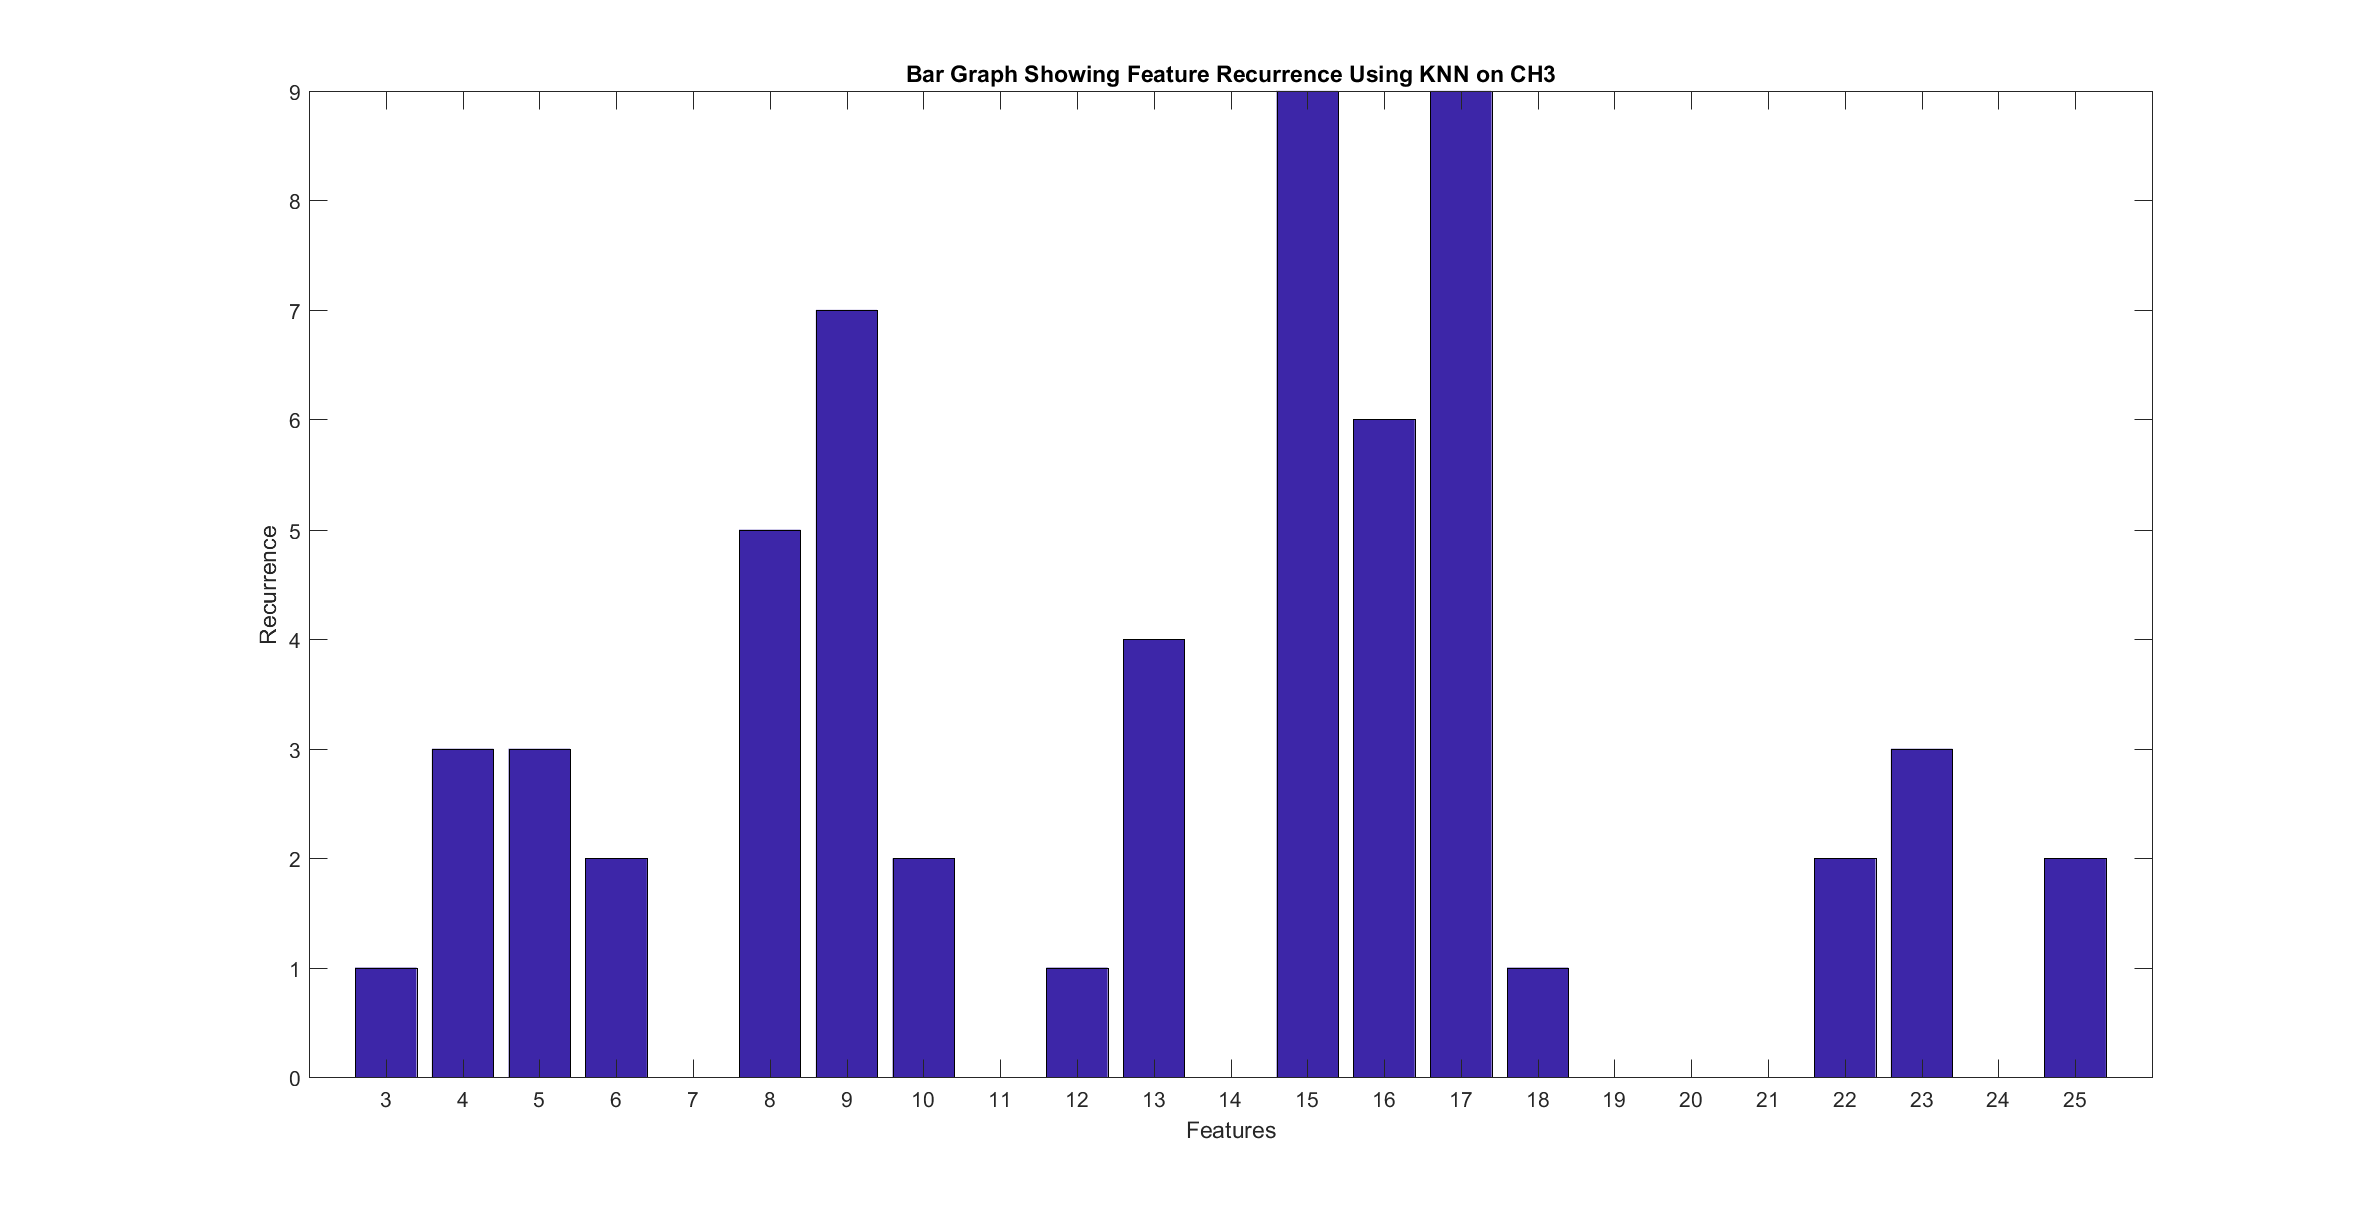 Bar Graph Showing Feature Recurrence Using KNN on CH3
9
8
7
6
5
4
3
2
1
0
Recurrence
3 4 5 6 7 8 9 10 11 12 13 14 15 16 17 18 19 20 21 22 23 24 25
Features